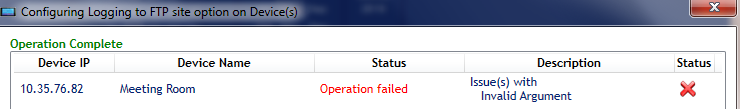 Configuring Logging to FTP site option on Device(s)
Operation Complete
Device IP Device Name Status Description Status
10.35.76.82 Meeting Room Operation failed Issue(s) with
Invalid Argument